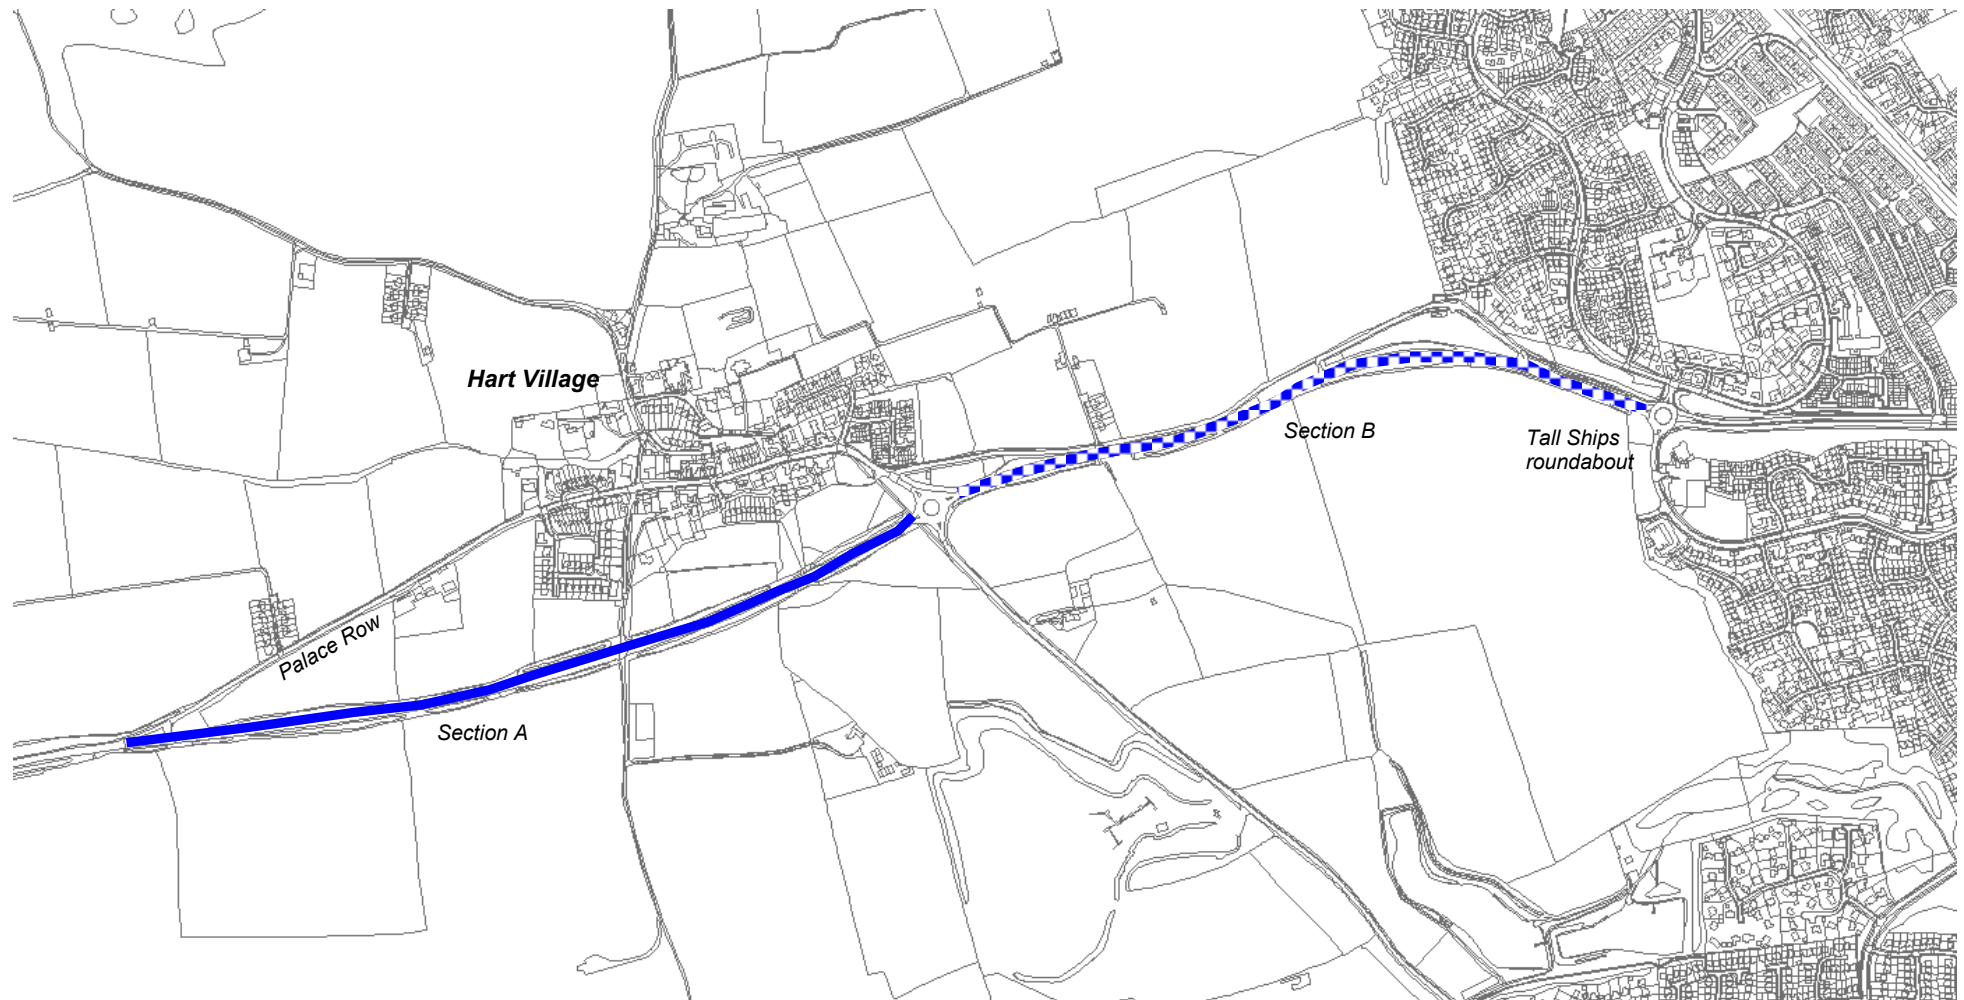 Hart Village
Section B
Tall Ships
roundabout
Palace Row
Section A